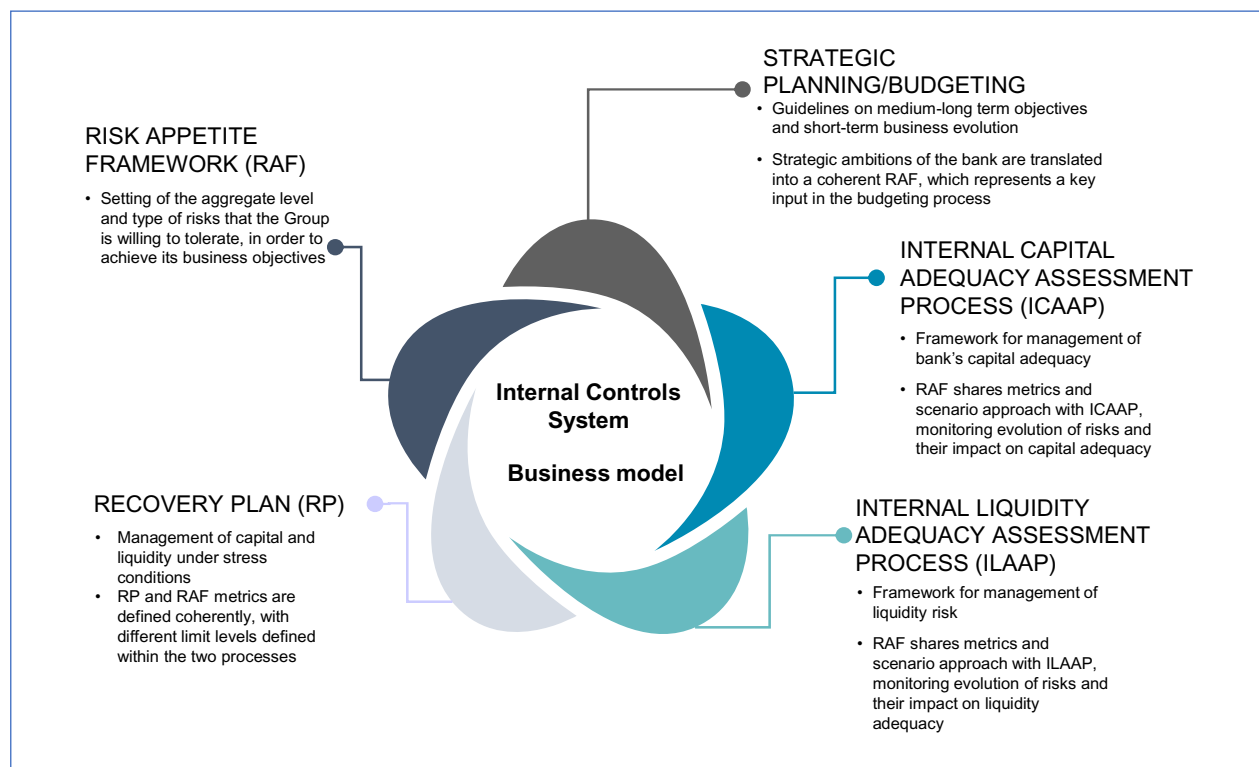 STRATEGIC
PLANNING/BUDGETING
• Guidelines on medium-long term objectives
and short-term business evolution
• Strategic ambitions of the bank are translated
into a coherent RAF, which represents a key
input in the budgeting process
RISK APPETITE
FRAMEWORK (RAF)
• Setting of the aggregate level
and type of risks that the Group
is willing to tolerate, in order to
achieve its business objectives
INTERNAL CAPITAL
ADEQUACY ASSESSMENT
PROCESS (ICAAP)
• Framework for management of
bank's capital adequacy
• RAF shares metrics and
scenario approach with ICAAP,
monitoring evolution of risks and
their impact on capital adequacy
Internal Controls
System
Business model
RECOVERY PLAN (RP)
• Management of capital and
liquidity under stress
conditions
• RP and RAF metrics are
defined coherently, with
different limit levels defined
within the two processes
INTERNAL LIQUIDITY
ADEQUACY ASSESSMENT
PROCESS (ILAAP)
• Framework for management of
liquidity risk
• RAF shares metrics and
scenario approach with ILAAP,
monitoring evolution of risks and
their impact on liquidity
adequacy